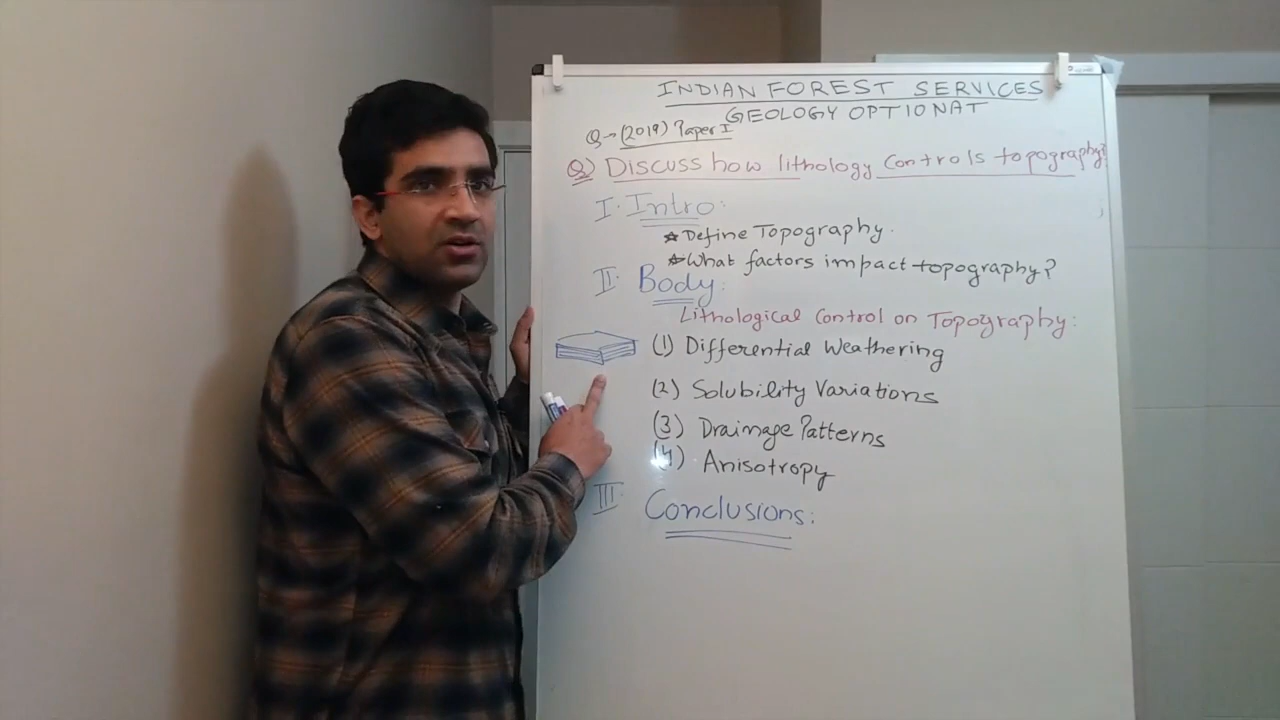 INDIAN FOREST SERVICES
GEOLOGY OPTIONAT
Q→(2019) Paper I
Q) Discuss how lithology controls topography?
I. Intro:
* Define Topography.
* What factors impact topography?
II. Body:
Lithological Control on Topography:
(1) Differential Weathering
(2) Solubility Variations
(3) Drainage Patterns
(4) Anisotropy
III. Conclusions: